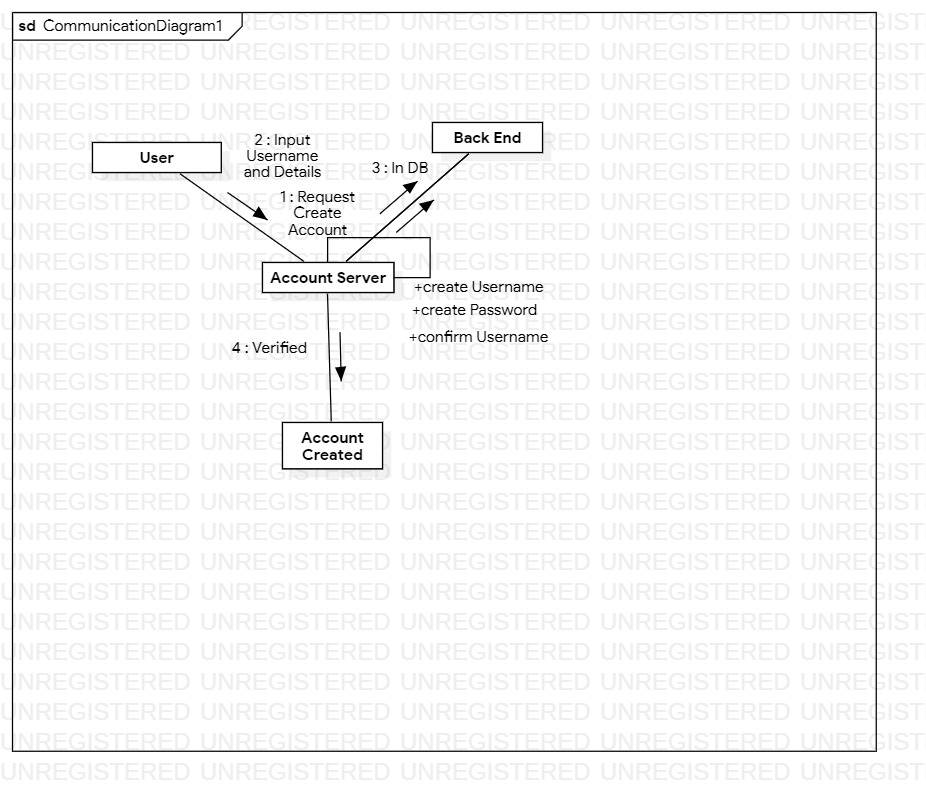 sd CommunicationDiagram1
2 : Input
Username
and Details
User
Back End
3 : In DB
1 : Request
Create
Account
Account Server
+create Username
+create Password
+confirm Username
4 : Verified
Account
Created
UNREGISTERED